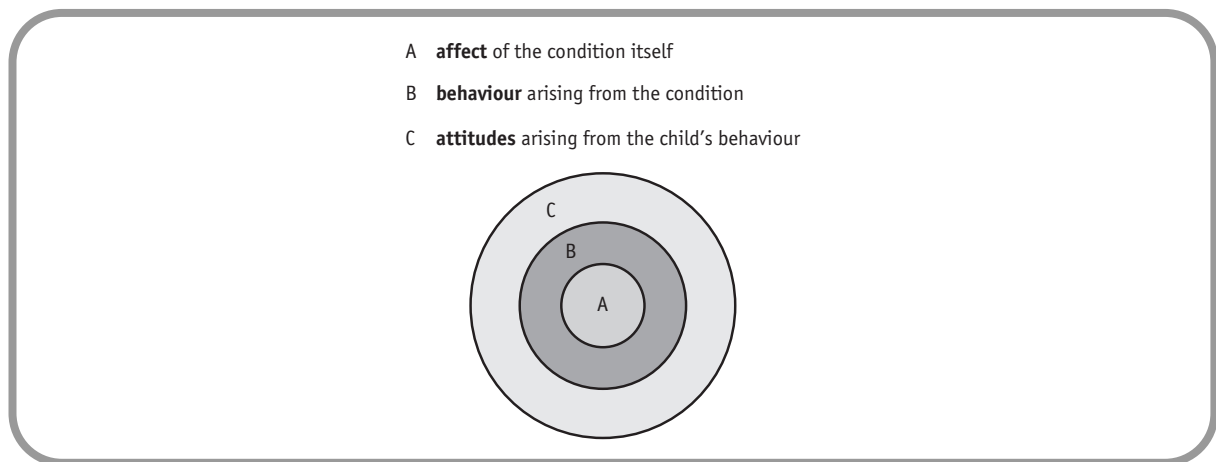 A affect of the condition itself
B behaviour arising from the condition
C attitudes arising from the child's behaviour
C
B
A